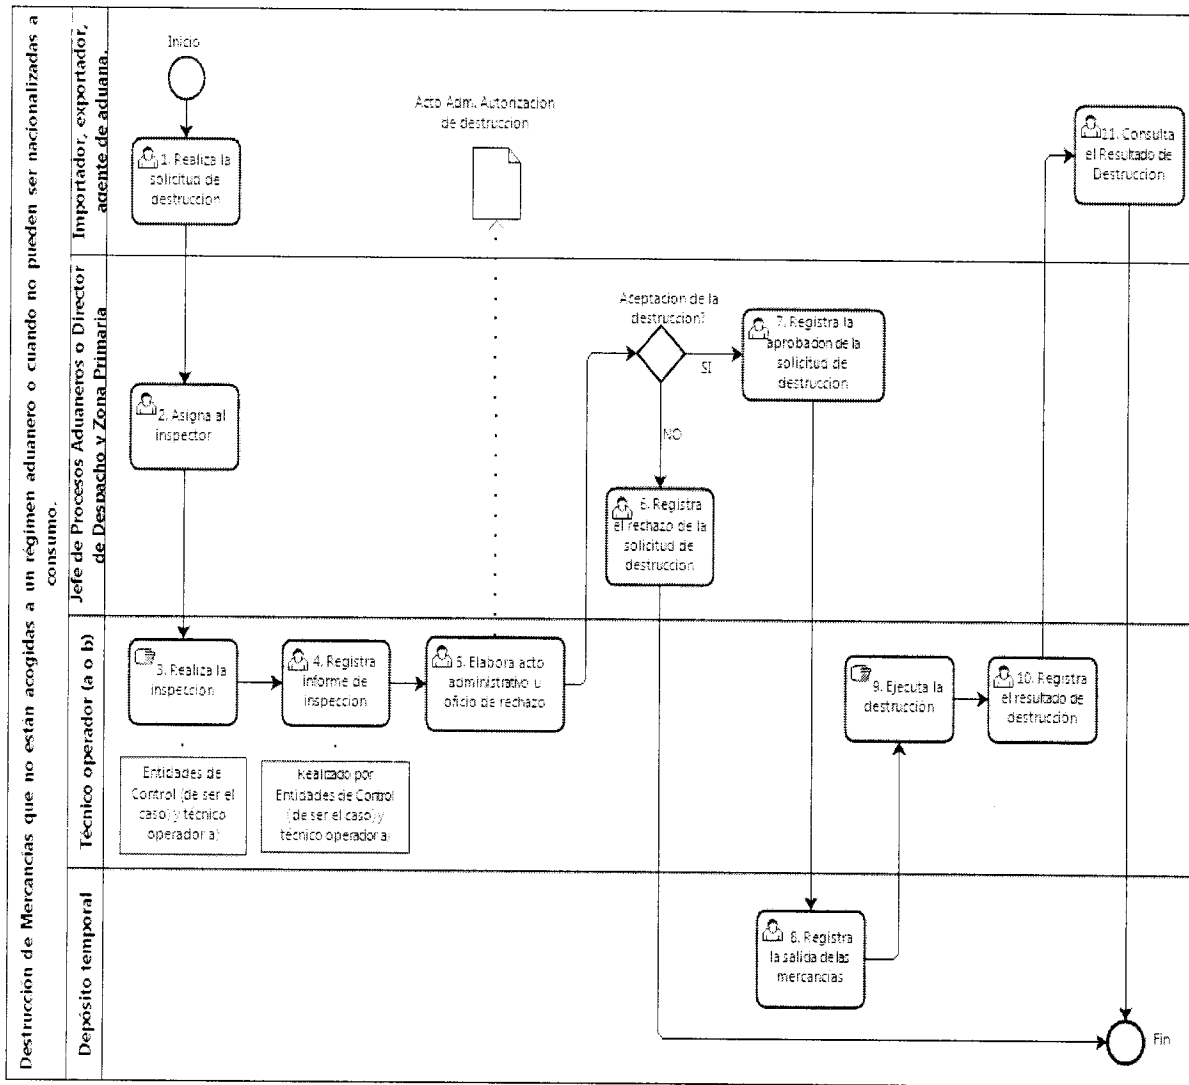 Destrucción de Mercancias que no están acogidas a un régimen aduanero o cuando no pueden ser nacionalizadas a
consumo.
Importador, exportador,
agente de aduana.
Inicio
1. Realiza la
solicitud de
destruccion
Acto Adm. Autorizacion
de destruccion
11. Consulta
el Resultado de
Destruccion
Jefe de Procesos Aduaneros o Director
de Despacho y Zona Primaria
2. Asigna al
inspector
Aceptacion de la
destruccion?
SI
NO
7. Registra la
aprobacion de la
solicitud de
destruccion
6. Registra
el rechazo de la
solicitud de
destruccion
Técnico operador (a o b)
3. Realiza la
inspeccion
4. Registra
informe de
inspeccion
5. Elabora acto
administrativo u
oficio de rechazo
9. Ejecuta la
destrucción
10. Registra
el resultado de
destrucción
Entidades de
Control (de ser el
caso) y técnico
operador a)
Realizado por
Entidades de Control
(de ser el caso) y
técnico operador a)
Depósito temporal
8. Registra
la salida de las
mercancias
Fin